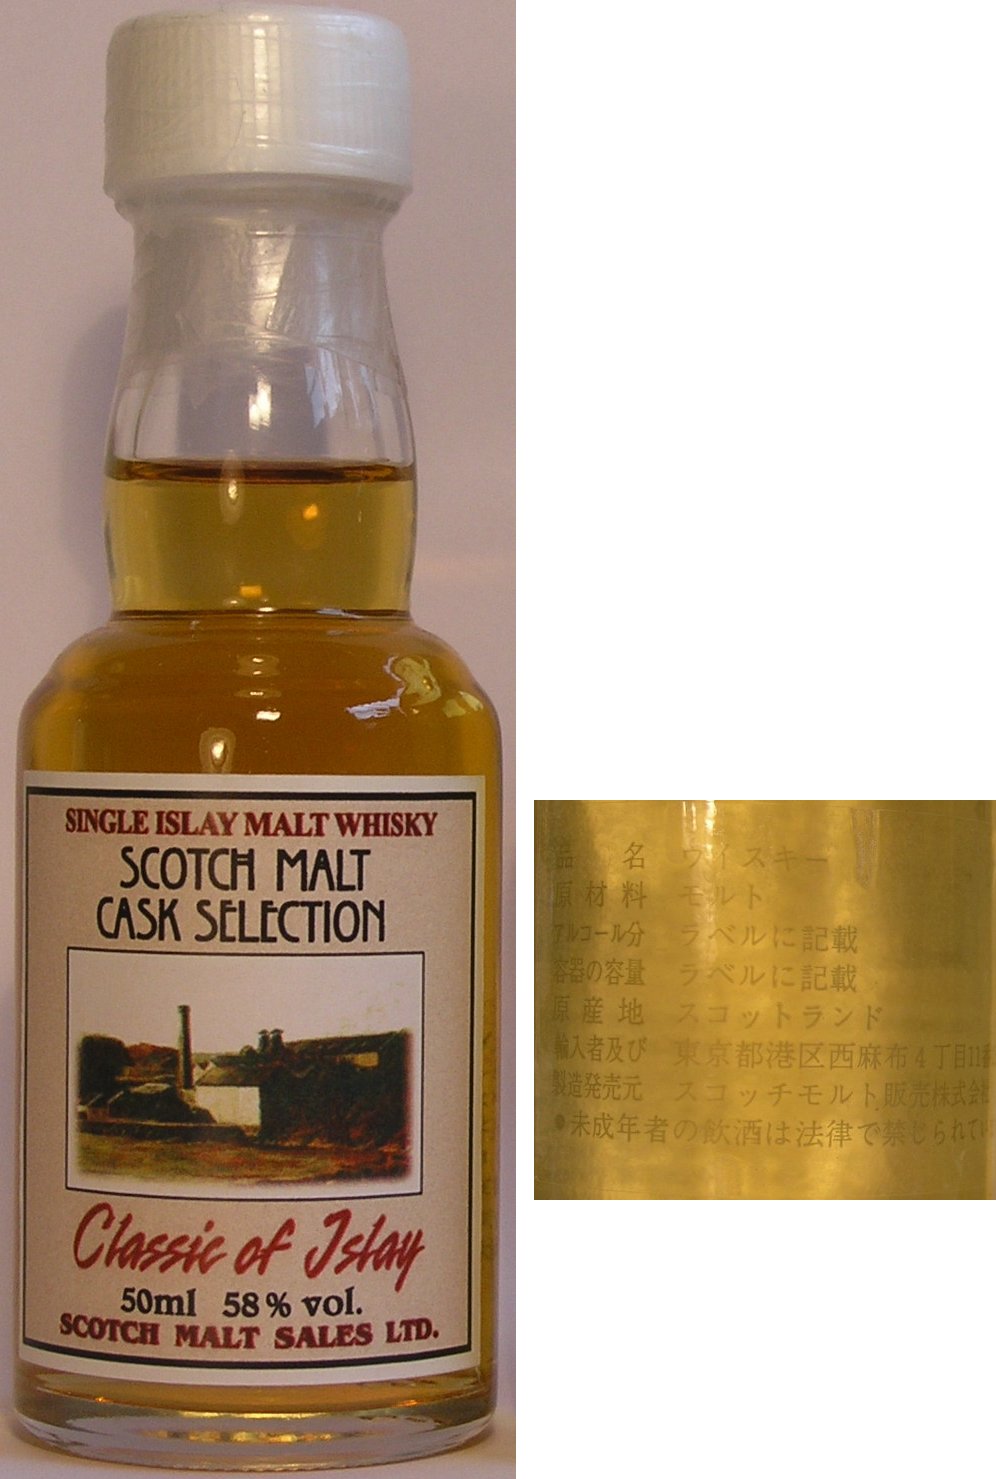 SINGLE ISLAY MALT WHISKY
SCOTCH MALT
CASK SELECTION
Classic of Islay
50ml 58% vol.
SCOTCH MALT SALES LTD.
品 名 ウイスキー
原材料 モルト
アルコール分 ラベルに記載
容器の容量 ラベルに記載
原産地 スコットランド
輸入者及び 東京都港区西麻布4丁目11
製造発売元 スコッチモルト販売株式会
●未成年者の飲酒は法律で禁じられてい